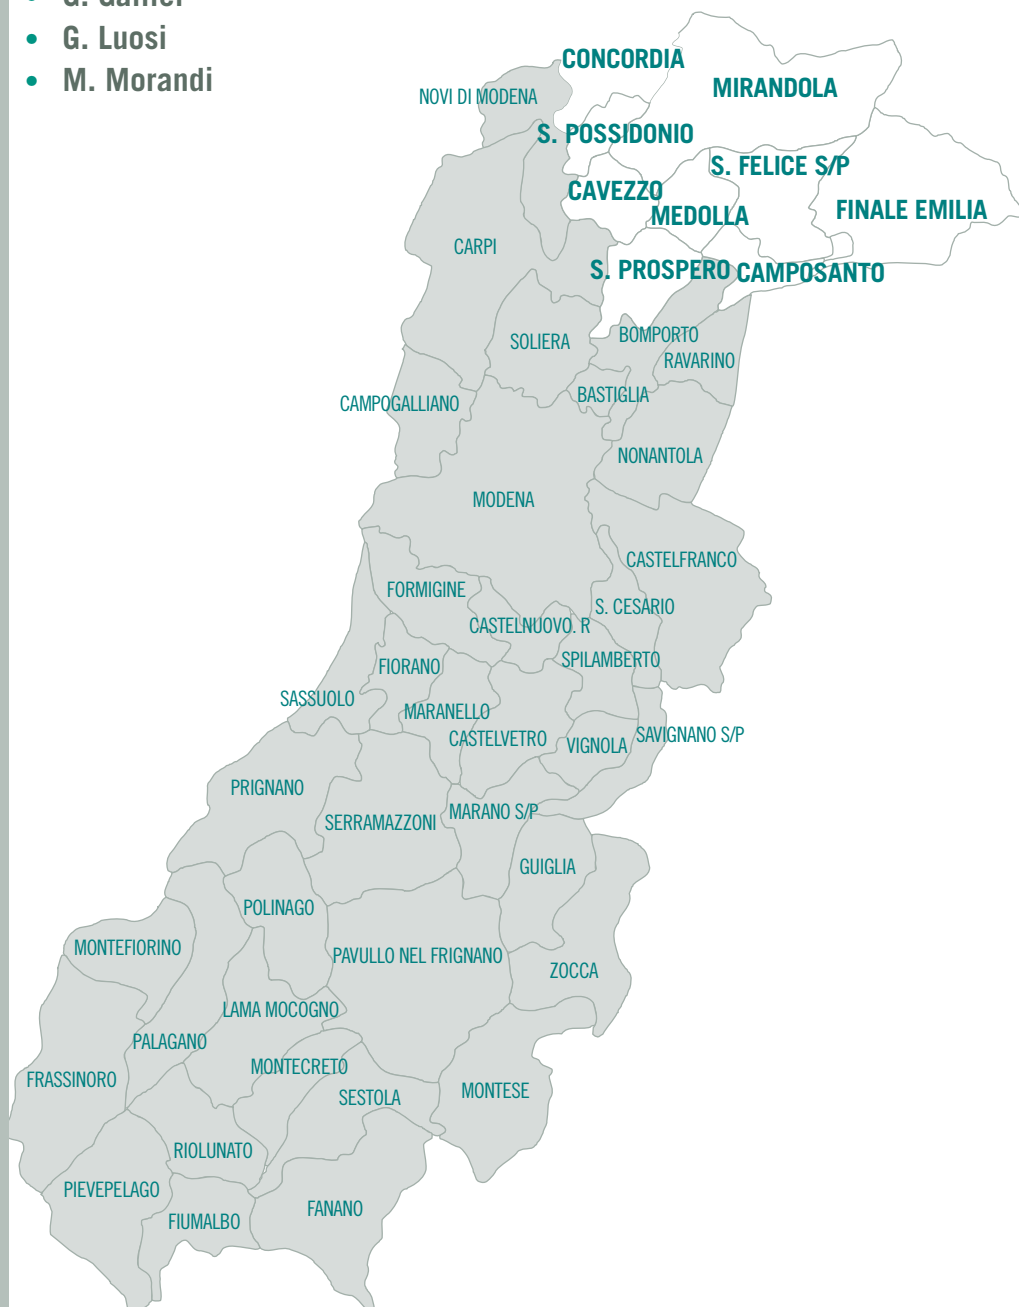 G. Luosi
M. Morandi
CONCORDIA
MIRANDOLA
NOVI DI MODENA
S. POSSIDONIO
S. FELICE S/P
CAVEZZO
MEDOLLA
FINALE EMILIA
CARPI
S. PROSPERO
CAMPOSANTO
SOLIERA
BOMPORTO
RAVARINO
BASTIGLIA
CAMPOGALLIANO
NONANTOLA
MODENA
CASTELFRANCO
FORMIGINE
S. CESARIO
CASTELNUOVO. R
SPILAMBERTO
FIORANO
SASSUOLO
MARANELLO
CASTELVETRO
VIGNOLA
SAVIGNANO S/P
PRIGNANO
SERRAMAZZONI
MARANO S/P
GUIGLIA
POLINAGO
MONTEFIORINO
PAVULLO NEL FRIGNANO
ZOCCA
LAMA MOCOGNO
PALAGANO
MONTECRETO
FRASSINORO
SESTOLA
MONTESE
RIOLUNATO
PIEVEPELAGO
FANANO
FIUMALBO